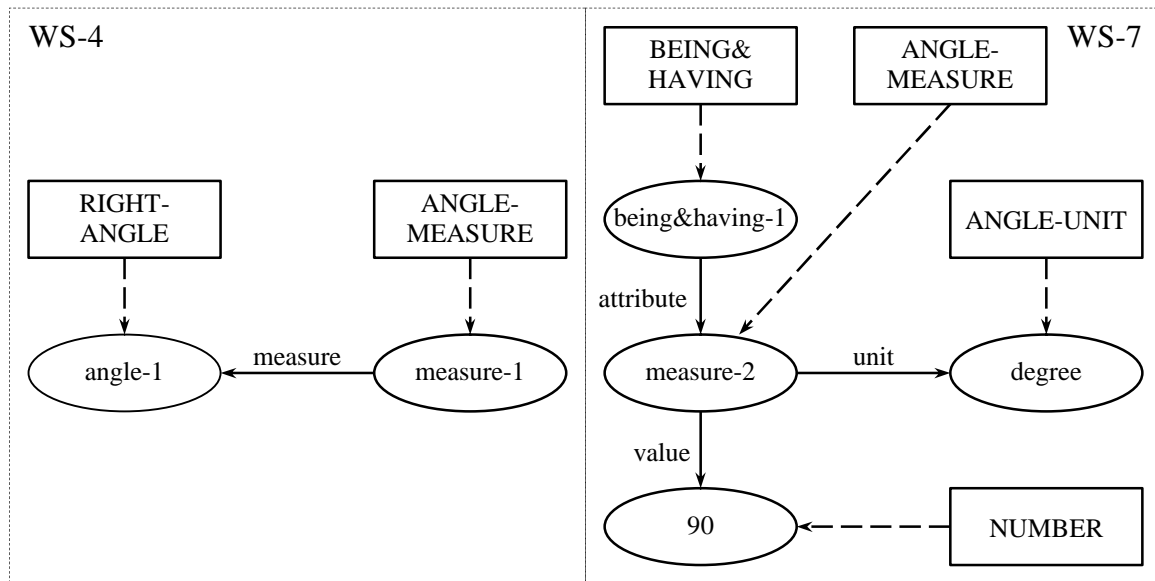 WS-4
RIGHT-
ANGLE
ANGLE-
MEASURE
angle-1
measure
measure-1
WS-7
BEING&
HAVING
ANGLE-
MEASURE
being&having-1
ANGLE-UNIT
attribute
measure-2
unit
degree
value
90
NUMBER